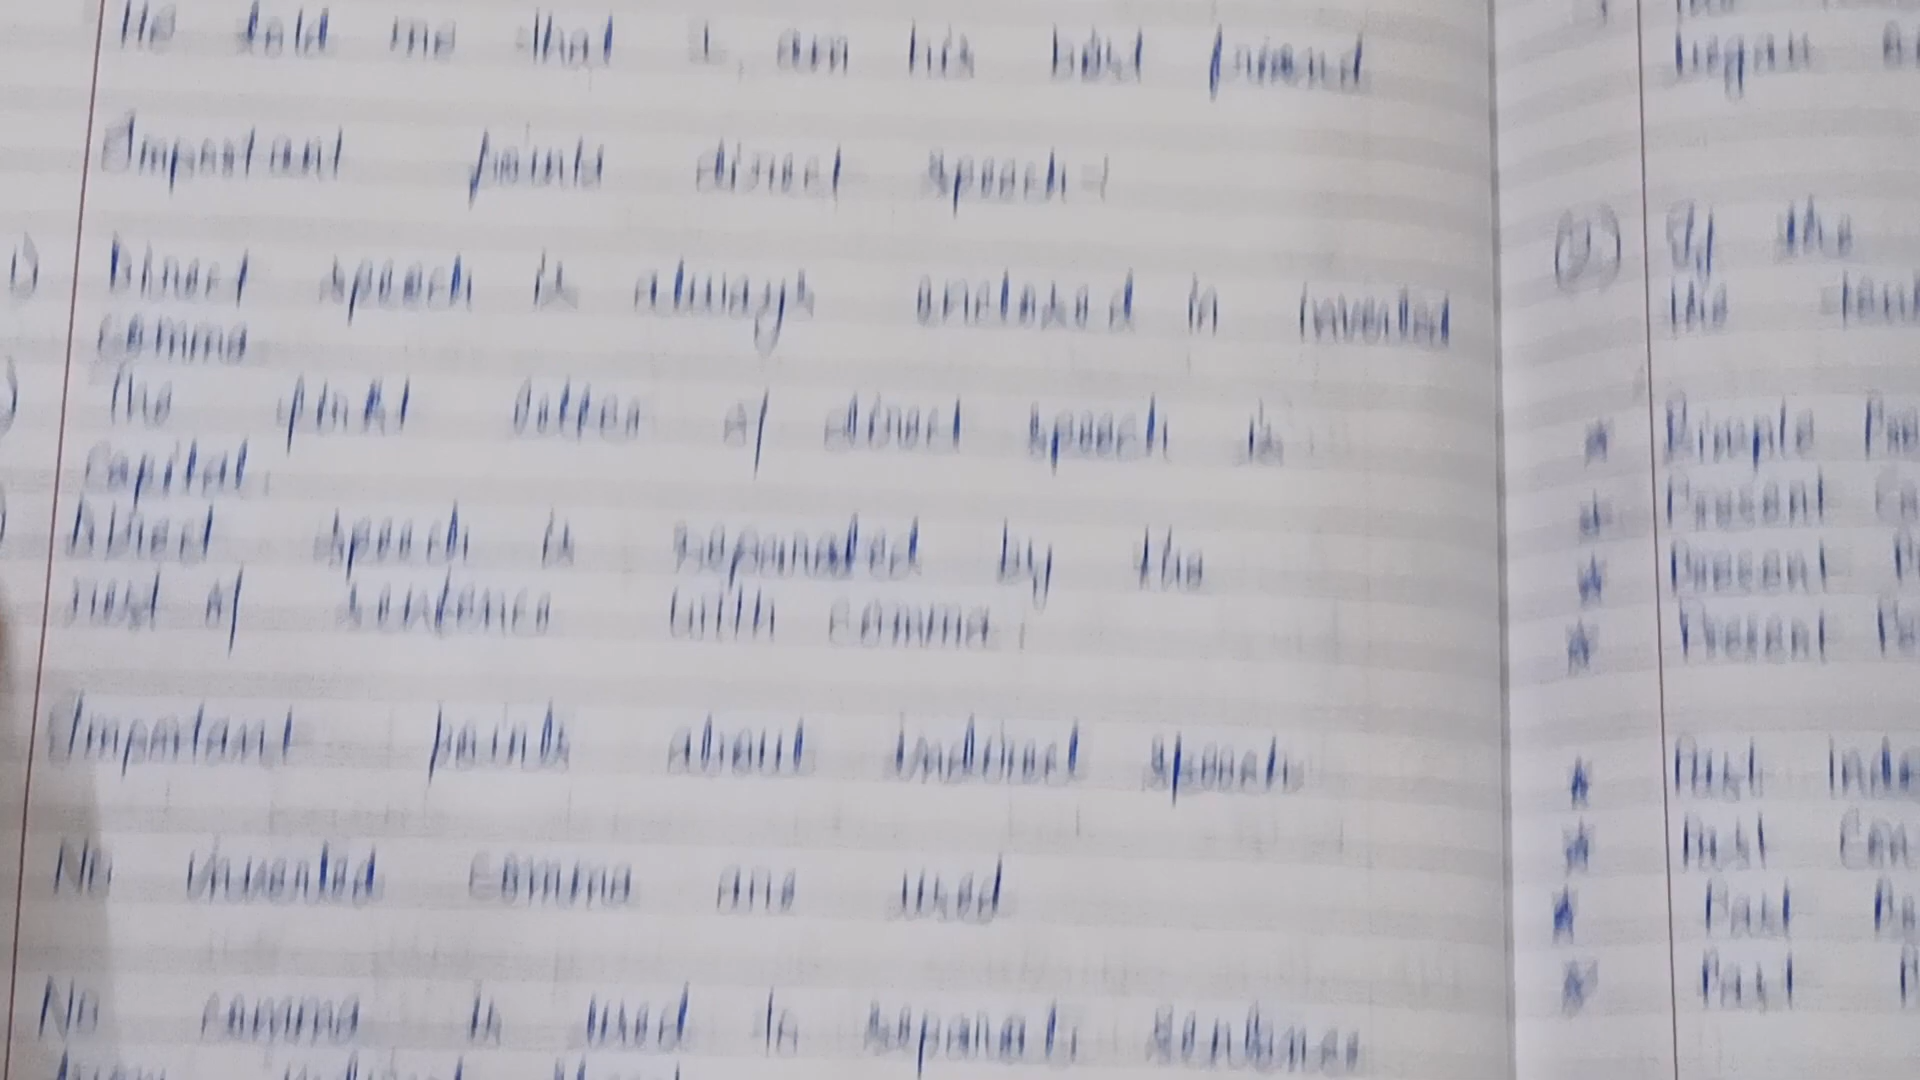 He told me that I, am his best friend
Important points direct speech :-
1) Direct speech is always enclosed in inverted
comma
) The first letter of direct speech is
capital.
) Direct speech is separated by the
rest of sentence with comma.
Important points about indirect speech
No inverted comma are used
No comma is used to separate sentence
indirect
began
(2) If the
the
* Simple
* Present
* Present
* Present
* Past
* Past
* Past
* Past